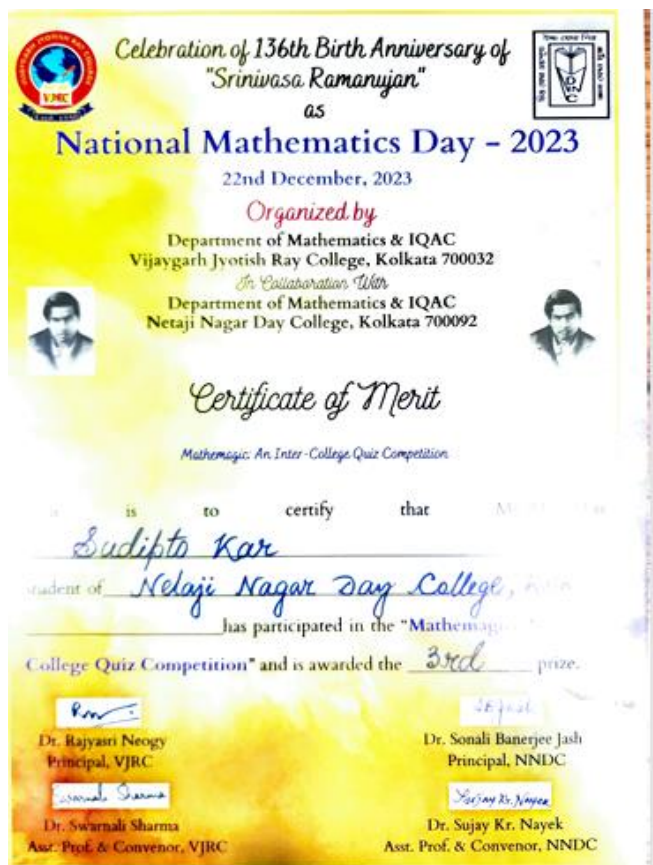 VJRC
Celebration of 136th Birth Anniversary of
"Srinivasa Ramanujan"
as
National Mathematics Day - 2023
22nd December, 2023
Organized by
Department of Mathematics & IQAC
Vijaygarh Jyotish Ray College, Kolkata 700032
In Collaboration With
Department of Mathematics & IQAC
Netaji Nagar Day College, Kolkata 700092
Certificate of Merit
Mathemagic: An Inter-College Quiz Competition
is to certify that
Sudipto Kar
student of Netaji Nagar Day College,
has participated in the "Mathemagic
College Quiz Competition" and is awarded the 3rd prize.
Dr. Rajyasri Neogy
Principal, VJRC
Dr. Sonali Banerjee Jash
Principal, NNDC
Swarnali Sharma
Dr. Swarnali Sharma
Asst. Prof. & Convenor, VJRC
Sujay Kr. Nayek
Dr. Sujay Kr. Nayek
Asst. Prof. & Convenor, NNDC